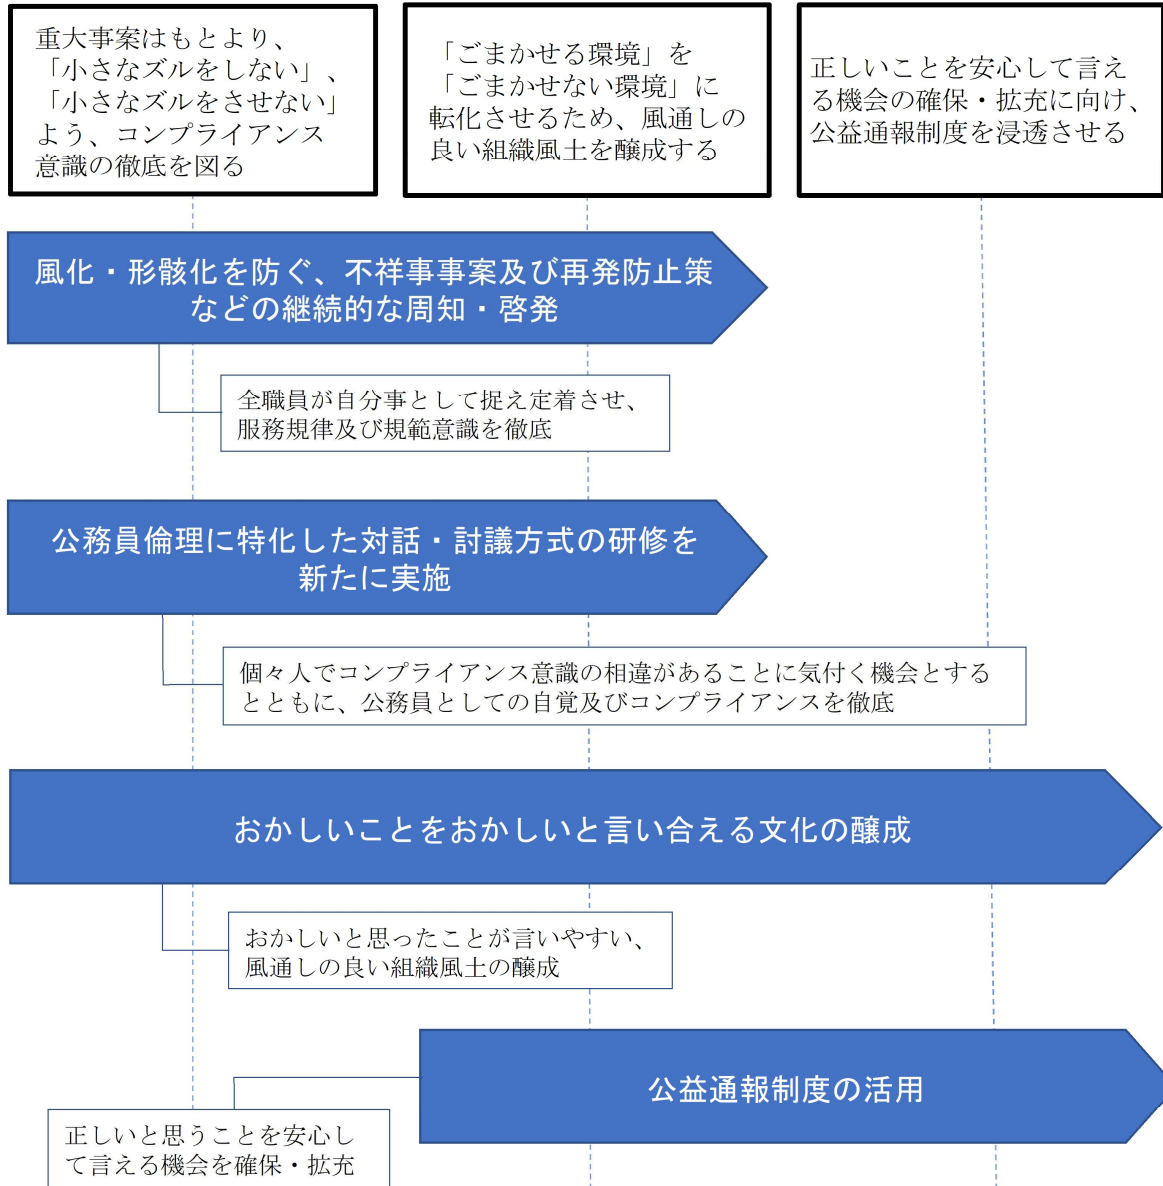 重大事案はもとより、
「小さなズルをしない」、
「小さなズルをさせない」
よう、コンプライアンス
意識の徹底を図る
「ごまかせる環境」を
「ごまかせない環境」に
転化させるため、風通しの
良い組織風土を醸成する
正しいことを安心して言え
る機会の確保・拡充に向け、
公益通報制度を浸透させる
風化・形骸化を防ぐ、不祥事事案及び再発防止策
などの継続的な周知・啓発
全職員が自分事として捉え定着させ、
服務規律及び規範意識を徹底
公務員倫理に特化した対話・討議方式の研修を
新たに実施
個々人でコンプライアンス意識の相違があることに気付く機会とする
とともに、公務員としての自覚及びコンプライアンスを徹底
おかしいことをおかしいと言い合える文化の醸成
おかしいと思ったことが言いやすい、
風通しの良い組織風土の醸成
公益通報制度の活用
正しいと思うことを安心し
て言える機会を確保・拡充